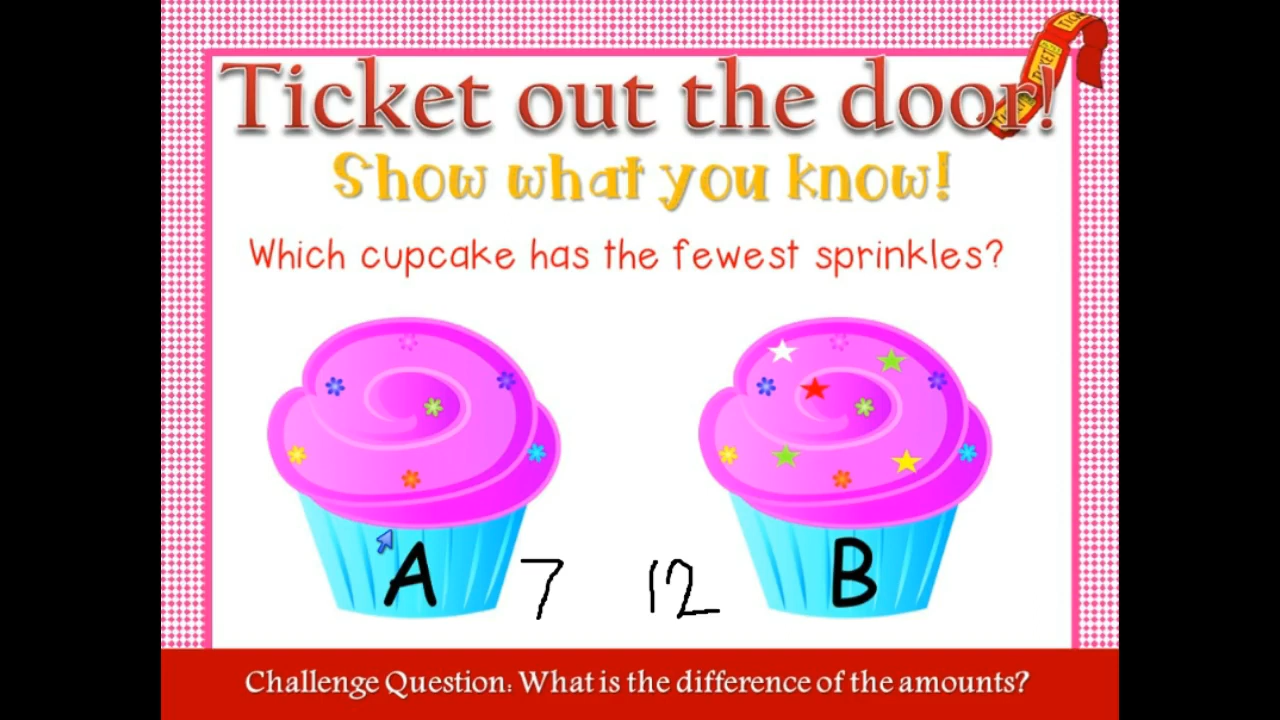 Ticket out the door!
Show what you know!
Which cupcake has the fewest sprinkles?
A 7 12 B
Challenge Question: What is the difference of the amounts?